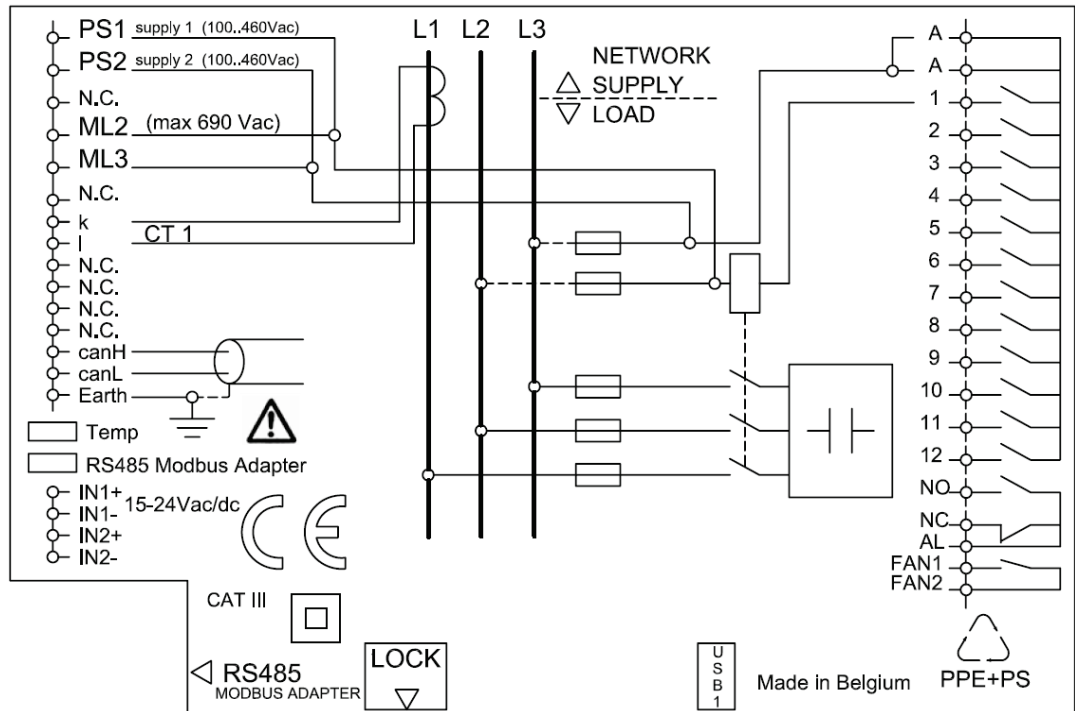 PS1 supply 1 (100..460Vac)
PS2 supply 2 (100..460Vac)
N.C.
ML2 (max 690 Vac)
ML3
N.C.
k
l
CT 1
N.C.
N.C.
N.C.
N.C.
canH
canL
Earth
Temp
RS485 Modbus Adapter
IN1+
IN1-
IN2+
IN2-
15-24Vac/dc
CE
CAT III
RS485
MODBUS ADAPTER
LOCK
L1 L2 L3
NETWORK
SUPPLY
LOAD
A
A
1
2
3
4
5
6
7
8
9
10
11
12
NO
NC
AL
FAN1
FAN2
USB1
Made in Belgium
PPE+PS